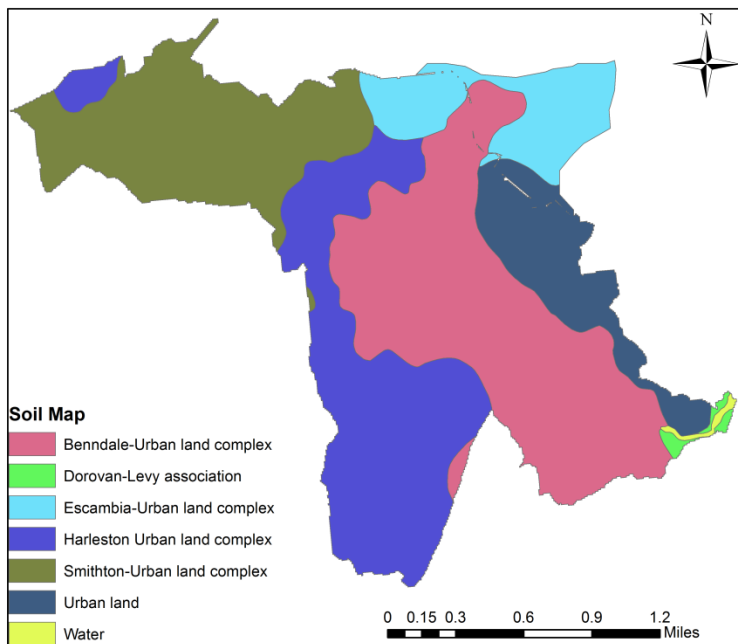 N
Soil Map
Benndale-Urban land complex
Dorovan-Levy association
Escambia-Urban land complex
Harleston Urban land complex
Smithton-Urban land complex
Urban land
Water
0 0.15 0.3 0.6 0.9 1.2
Miles